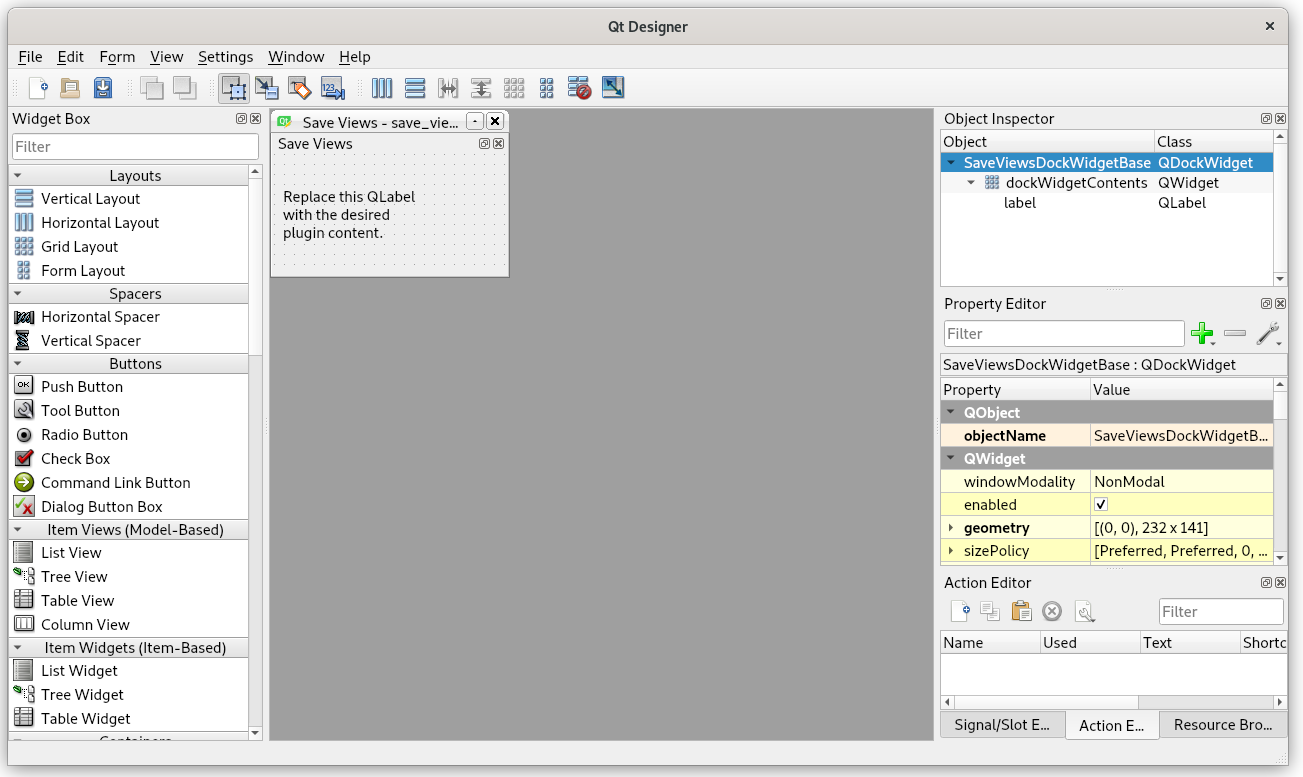 Qt Designer
File Edit Form View Settings Window Help
Widget Box
Filter
Layouts
Vertical Layout
Horizontal Layout
Grid Layout
Form Layout
Spacers
Horizontal Spacer
Vertical Spacer
Buttons
Push Button
Tool Button
Radio Button
Check Box
Command Link Button
Dialog Button Box
Item Views (Model-Based)
List View
Tree View
Table View
Column View
Item Widgets (Item-Based)
List Widget
Tree Widget
Table Widget
Save Views - save_vie...
Save Views
Replace this QLabel
with the desired
plugin content.
Object Inspector
Object Class
SaveViewsDockWidgetBase QDockWidget
dockWidgetContents QWidget
label QLabel
Property Editor
Filter
SaveViewsDockWidgetBase : QDockWidget
Property Value
QObject
objectName SaveViewsDockWidgetB...
QWidget
windowModality NonModal
enabled
geometry [(0, 0), 232 x 141]
sizePolicy [Preferred, Preferred, 0, ...
Action Editor
Filter
Name Used Text Shortc
Signal/Slot E... Action E... Resource Bro...